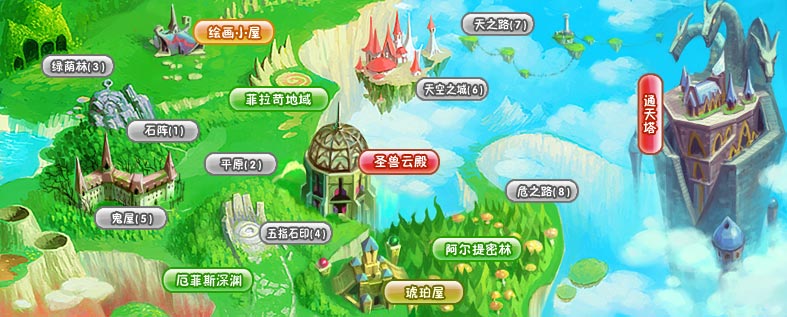 天之路(7)
绘画小屋
绿荫林(3)
天空之城(6)
菲拉苛地域
通天塔
石阵(1)
平原(2)
圣兽云殿
危之路(8)
鬼屋(5)
五指石印(4)
阿尔提密林
厄菲斯深渊
琥珀屋